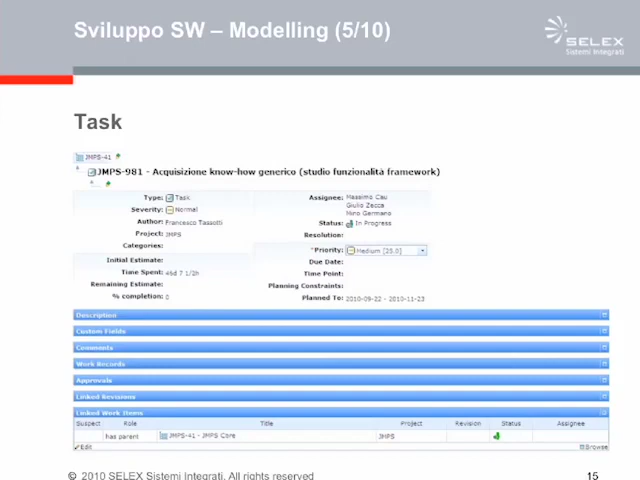 Sviluppo SW – Modelling (5/10)
SELEX
Sistemi Integrati
Task
JMPS-41
JMPS-981 - Acquisizione know-how generico (studio funzionalità framework)
Type: Task
Assignee: Massimo Cau
Giulio Zecca
Nino Germano
Severity: Normal
Author: Francesco Tassotti
Status: In Progress
Project: JMPS
Resolution:
Categories:
*Priority: Medium [20.0]
Initial Estimate:
Due Date:
Time Spent: 45d 7 1/2h
Time Point:
Remaining Estimate:
Planning Constraints:
% completion: 0
Planned To: 2010-09-22 - 2010-11-23
Description
Custom Fields
Comments
Work Records
Approvals
Linked Revisions
Linked Work Items
Suspect Role Title Project Revision Status Assignee
has parent JMPS-41 - JMPS Core JMPS
Edit Browse
© 2010 SELEX Sistemi Integrati. All rights reserved 15